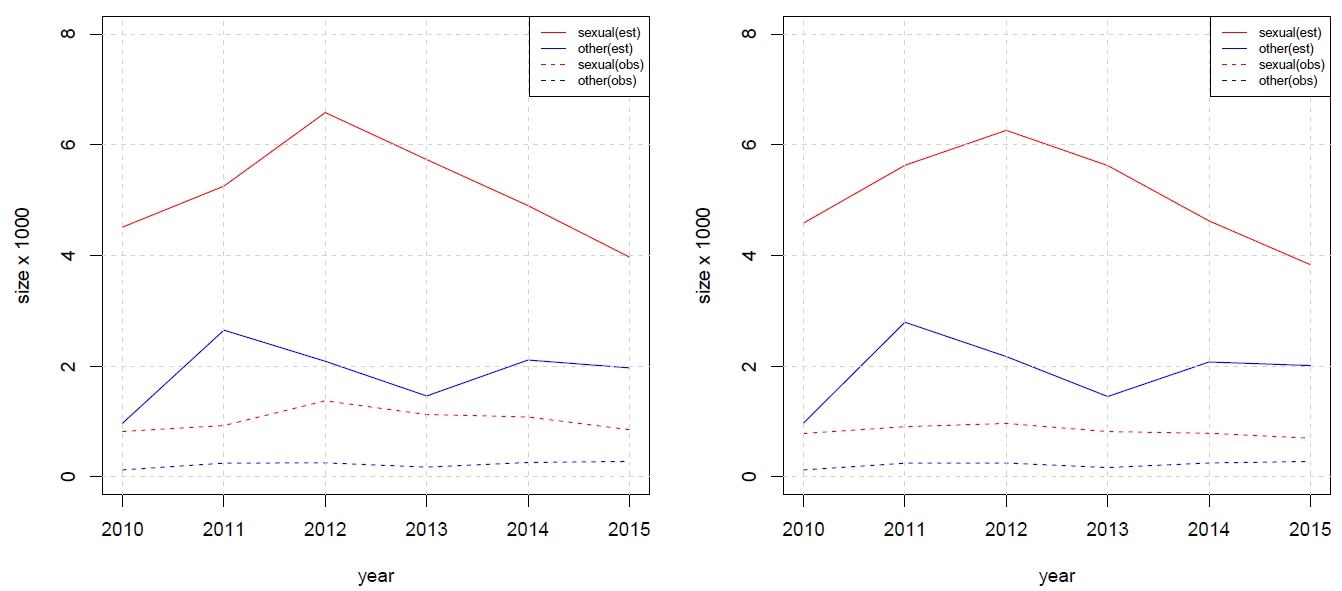 8
6
4
2
0
size x 1000
sexual(est)
other(est)
sexual(obs)
other(obs)
2010 2011 2012 2013 2014 2015
year
8
6
4
2
0
size x 1000
sexual(est)
other(est)
sexual(obs)
other(obs)
2010 2011 2012 2013 2014 2015
year